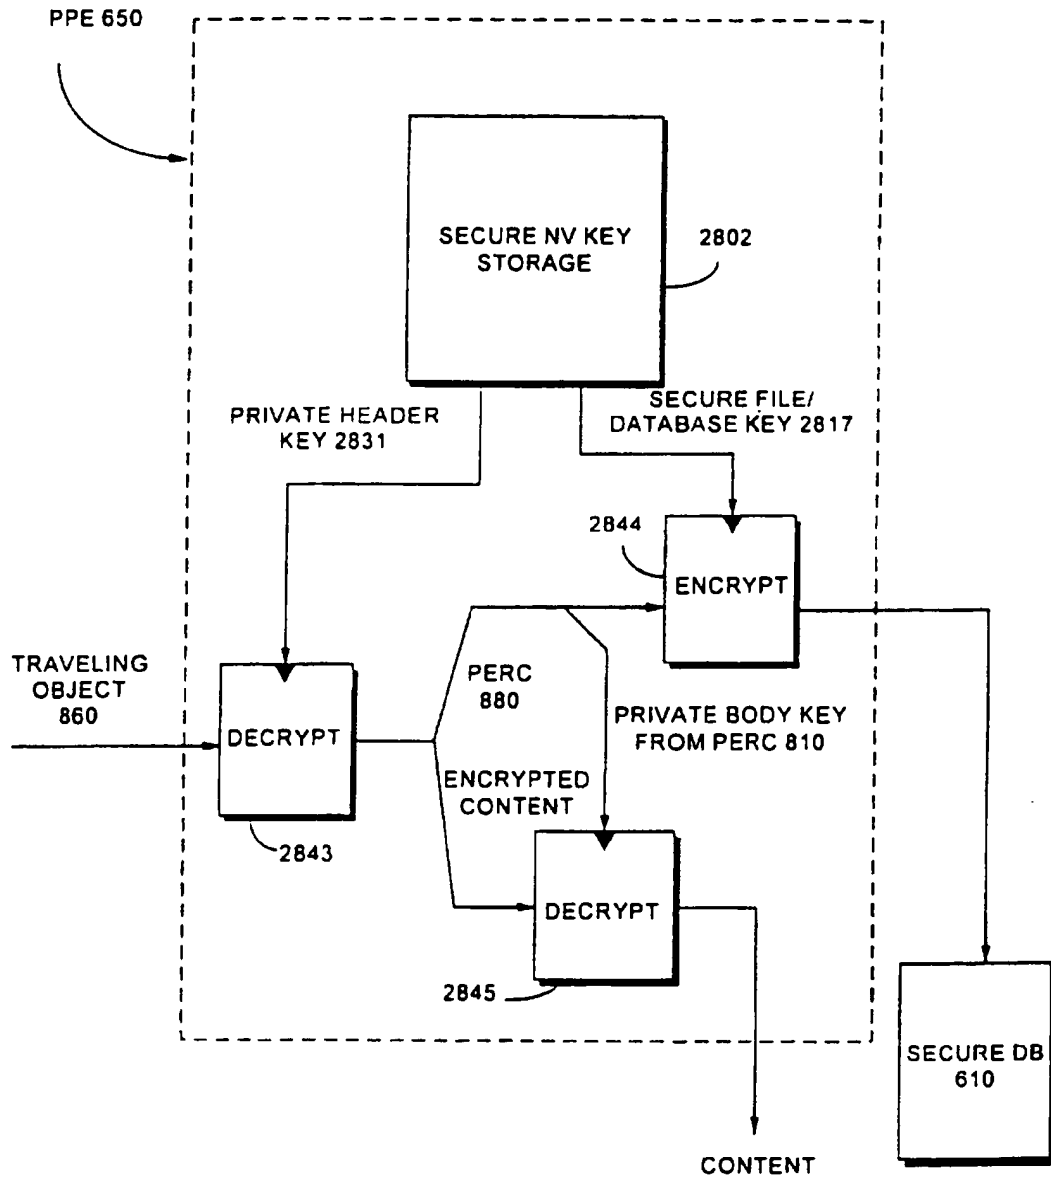 PPE 650
SECURE NV KEY
STORAGE
2802
PRIVATE HEADER
KEY 2831
SECURE FILE/
DATABASE KEY 2817
2844
ENCRYPT
TRAVELING
OBJECT
860
DECRYPT
PERC
880
PRIVATE BODY KEY
FROM PERC 810
ENCRYPTED
CONTENT
2843
DECRYPT
2845
SECURE DB
610
CONTENT